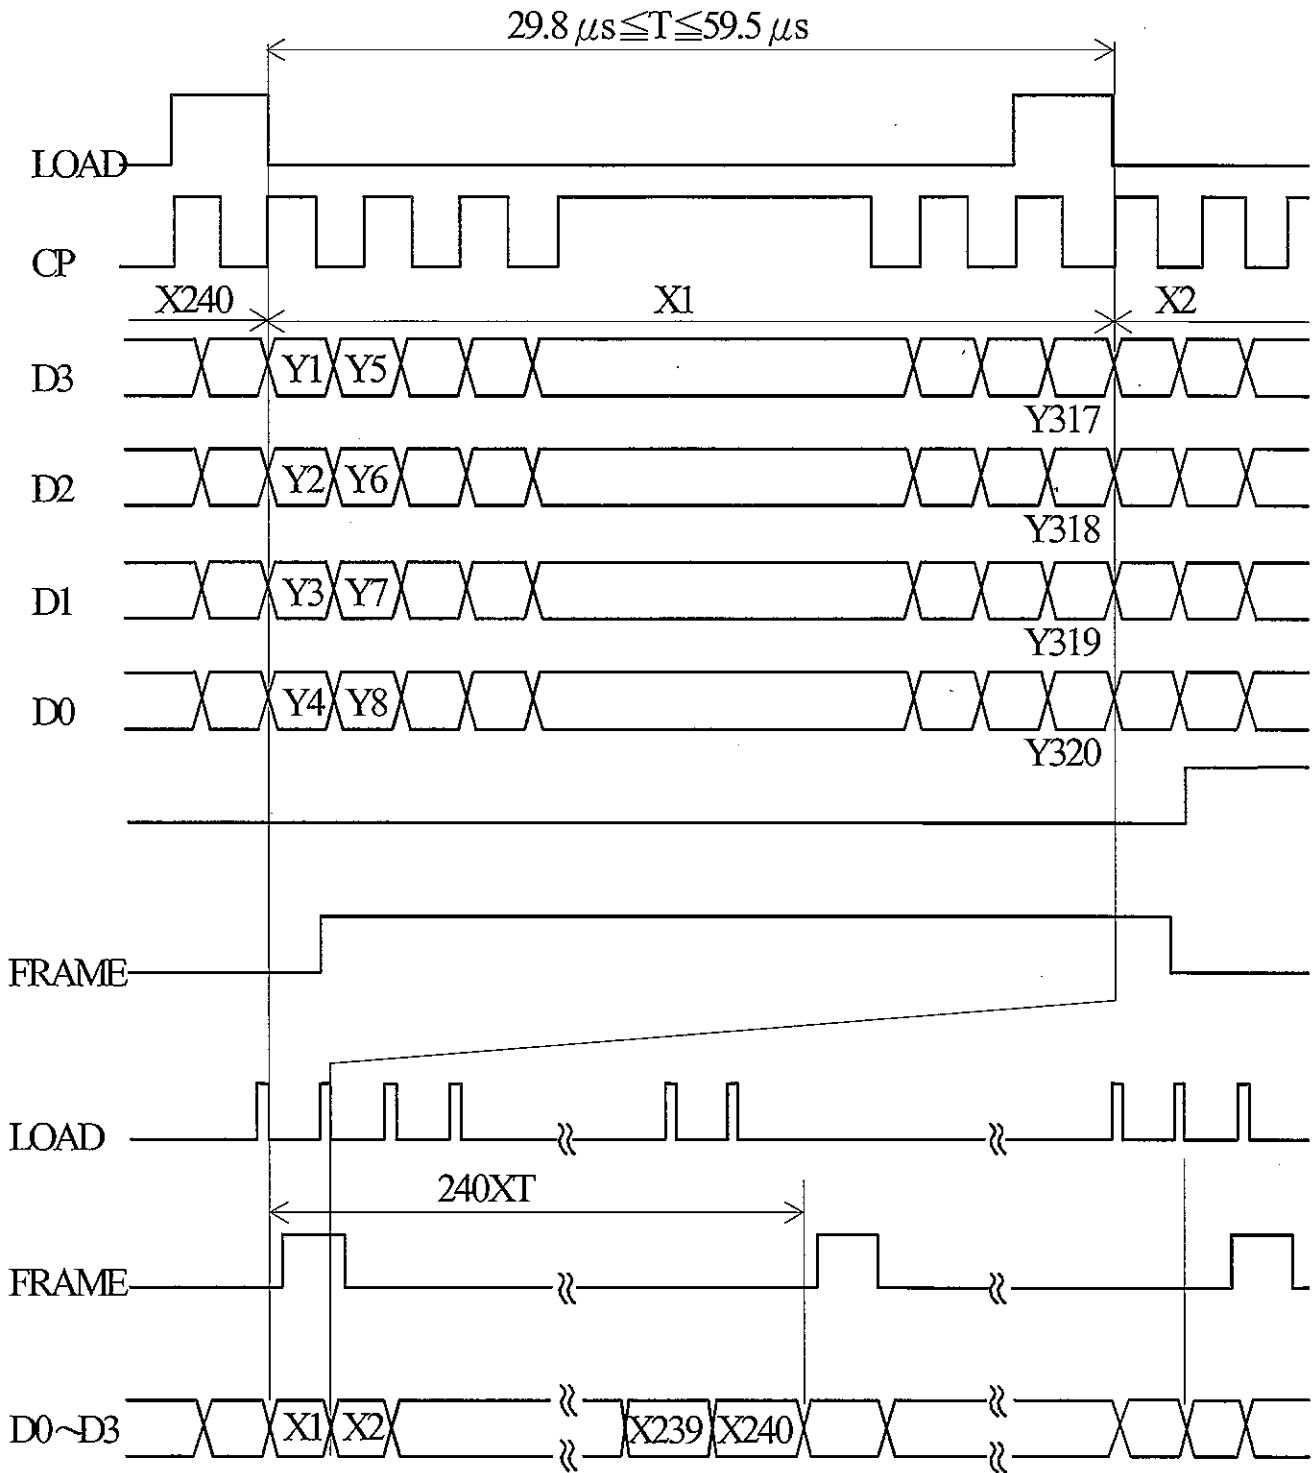 29.8 μs≦T≦59.5 μs
LOAD
CP
X240 X1 X2
D3 Y1 Y5
Y317
D2 Y2 Y6
Y318
D1 Y3 Y7
Y319
D0 Y4 Y8
Y320
FRAME
LOAD
240XT
FRAME
D0~D3 X1 X2 X239 X240